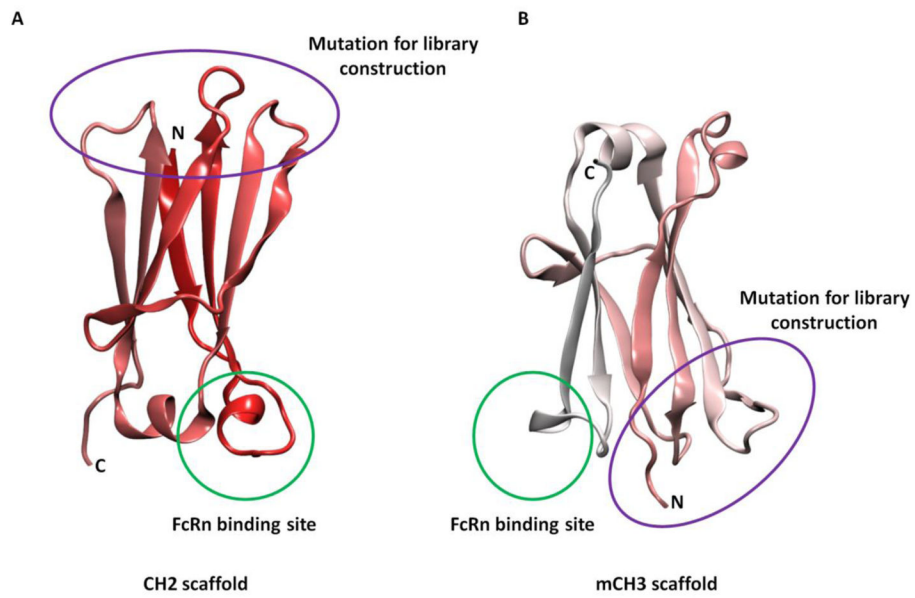 A
Mutation for library
construction
N
C
FcRn binding site
CH2 scaffold
B
C
Mutation for library
construction
N
FcRn binding site
mCH3 scaffold